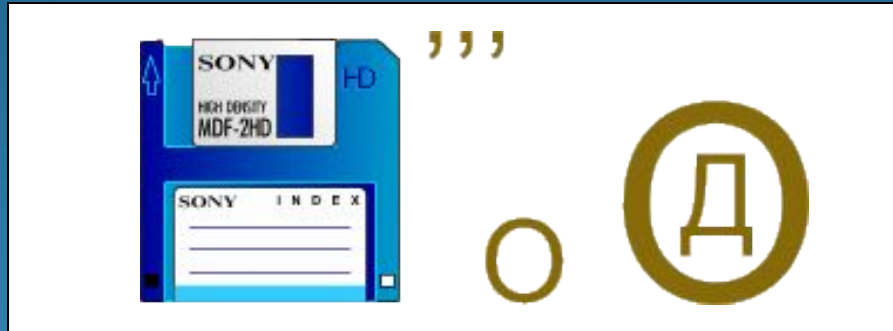 SONY
HD
HIGH DENSITY
MDF-2HD
SONY INDEX
,,,
О
О
Д